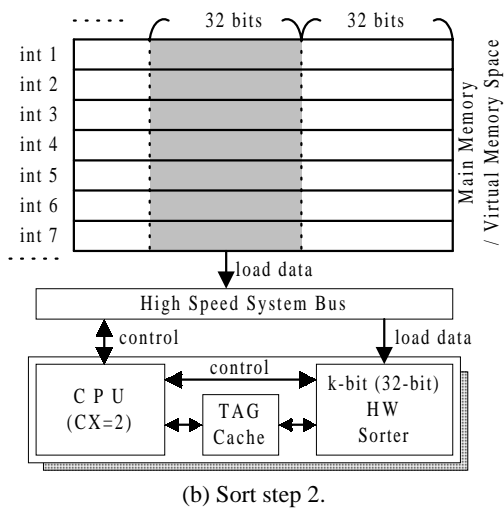 . . . . . 32 bits 32 bits
int 1
int 2
int 3
int 4
int 5
int 6
int 7
. . . . .
Main Memory
/ Virtual Memory Space
load data
High Speed System Bus
control
load data
control
CPU
(CX=2)
TAG
Cache
k-bit (32-bit)
HW
Sorter
(b) Sort step 2.